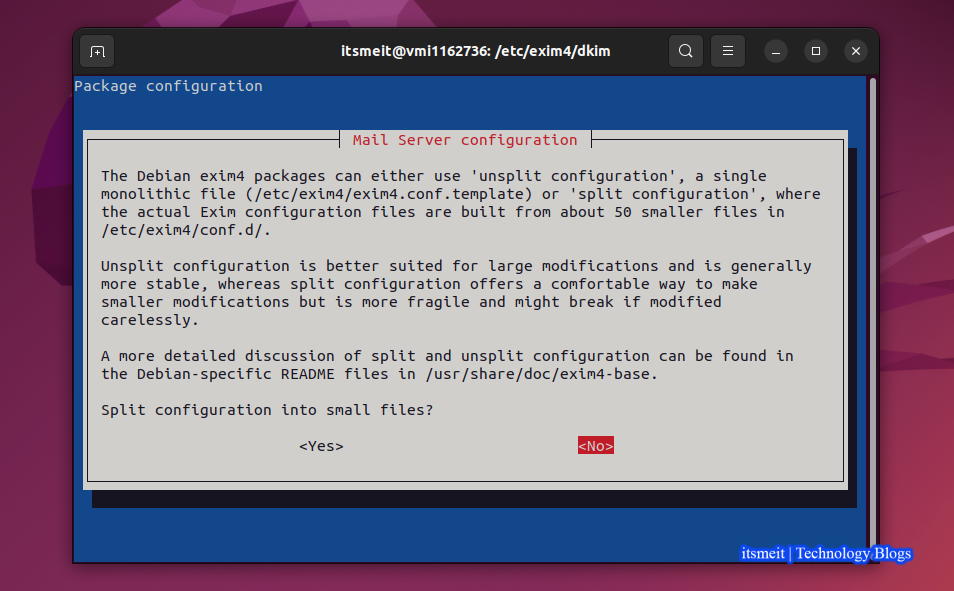 itsmeit@vmi1162736: /etc/exim4/dkim
Package configuration
Mail Server configuration
The Debian exim4 packages can either use 'unsplit configuration', a single
monolithic file (/etc/exim4/exim4.conf.template) or 'split configuration', where
the actual Exim configuration files are built from about 50 smaller files in
/etc/exim4/conf.d/.
Unsplit configuration is better suited for large modifications and is generally
more stable, whereas split configuration offers a comfortable way to make
smaller modifications but is more fragile and might break if modified
carelessly.
A more detailed discussion of split and unsplit configuration can be found in
the Debian-specific README files in /usr/share/doc/exim4-base.
Split configuration into small files?
<Yes> <No>
itsmeit | Technology Blogs